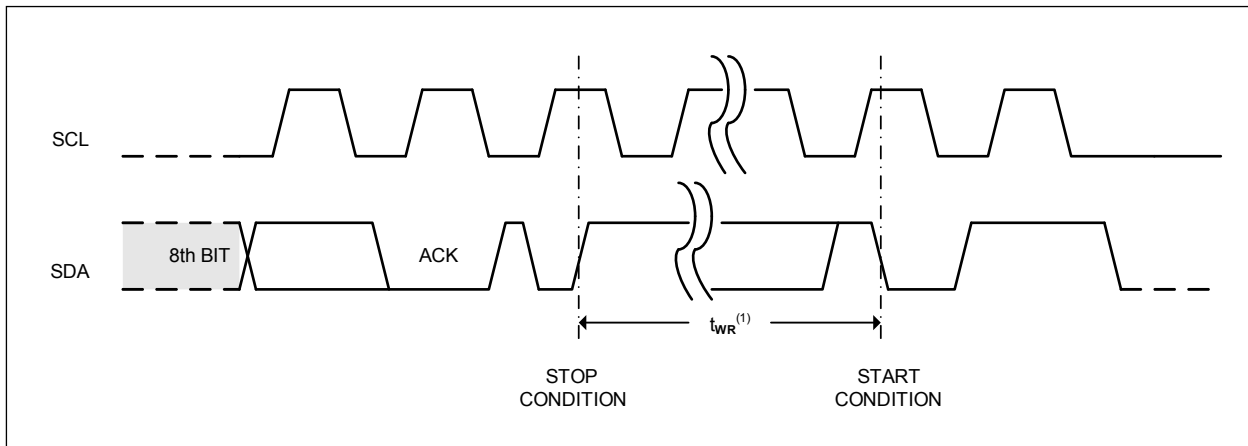 SCL
8th BIT
ACK
SDA
tWR(1)
STOP
CONDITION
START
CONDITION